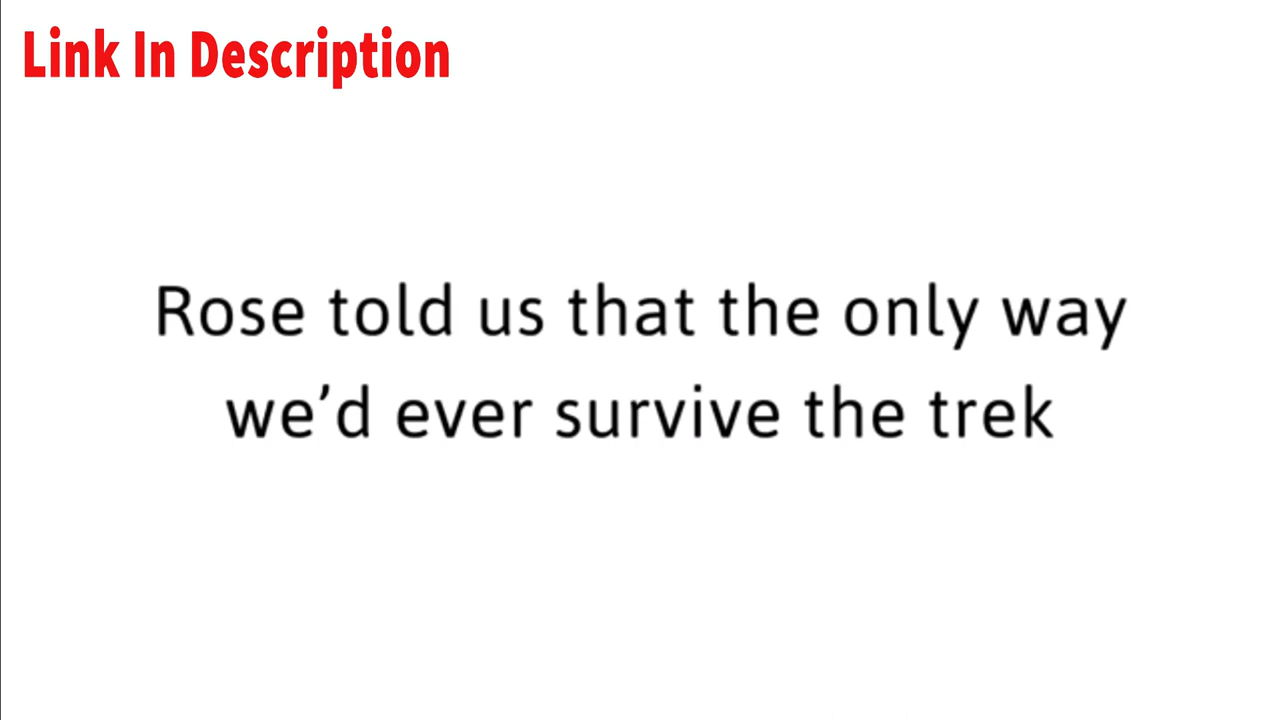 Link In Description
Rose told us that the only way
we’d ever survive the trek